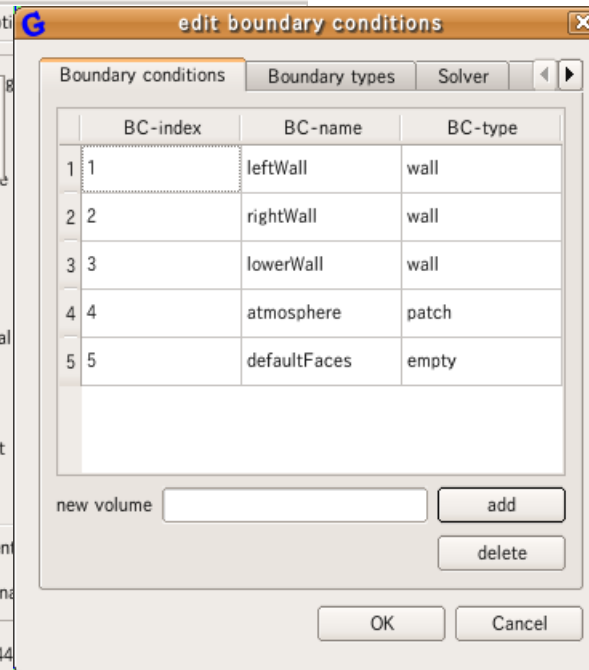 edit boundary conditions
Boundary conditions Boundary types Solver
BC-index BC-name BC-type
1 1 leftWall wall
2 2 rightWall wall
3 3 lowerWall wall
4 4 atmosphere patch
5 5 defaultFaces empty
new volume add
delete
OK Cancel